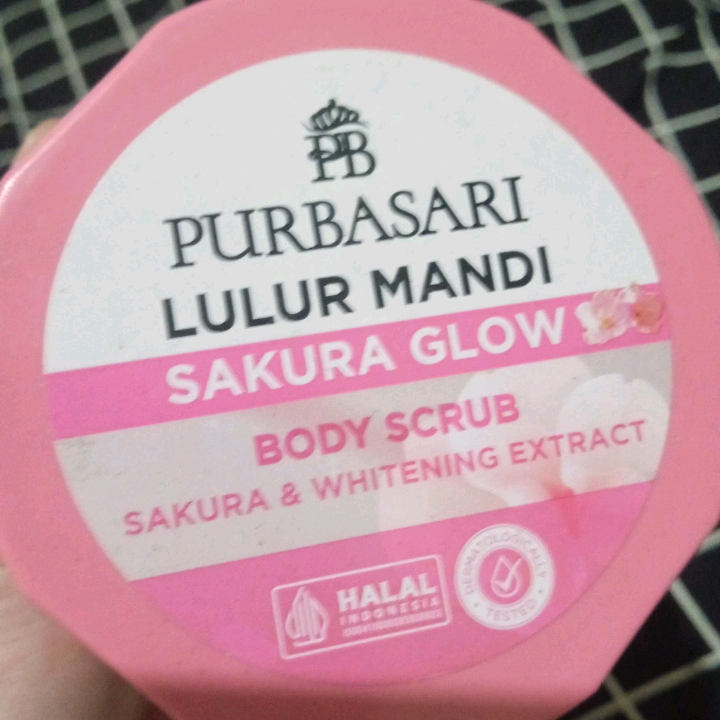 PB
PURBASARI
LULUR MANDI
SAKURA GLOW
BODY SCRUB
SAKURA & WHITENING EXTRACT
HALAL
INDONESIA
DERMATOLOGICALLY
TESTED